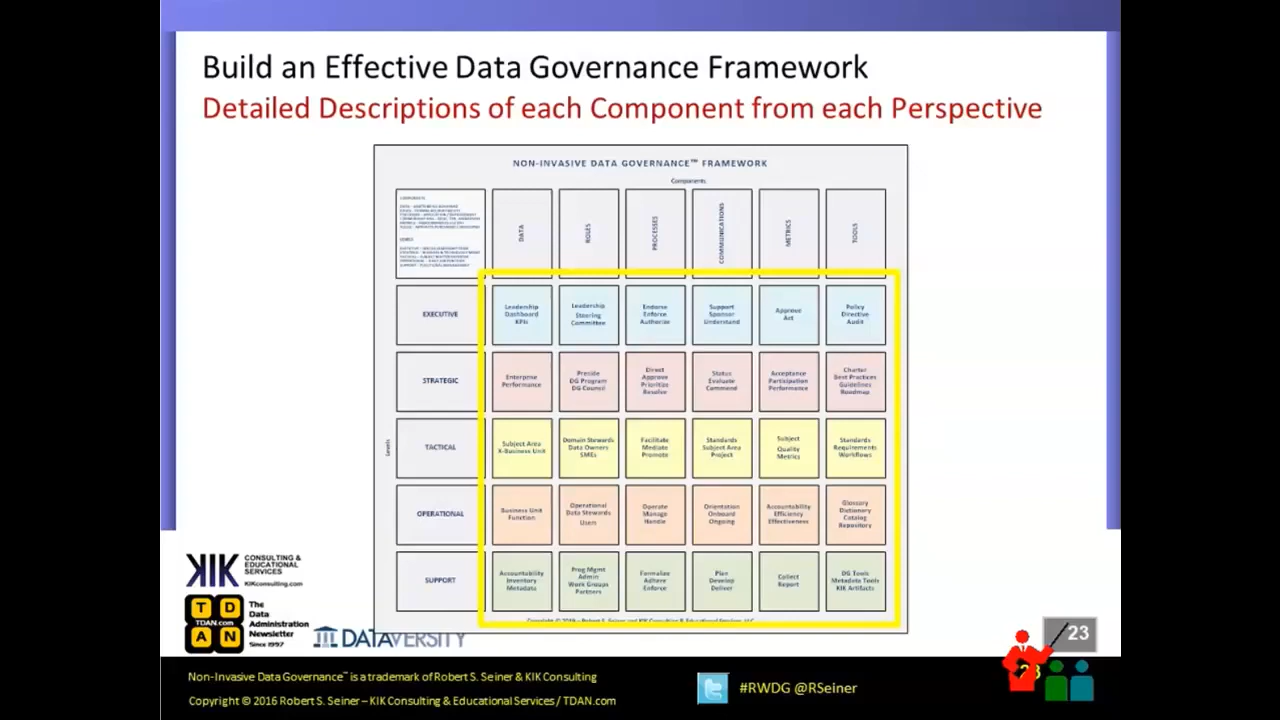 Build an Effective Data Governance Framework
Detailed Descriptions of each Component from each Perspective
NON-INVASIVE DATA GOVERNANCE™ FRAMEWORK
Components
DATA
ROLES
PROCESSES
COMMUNICATIONS
METRICS
TOOLS
Levels
EXECUTIVE
Leadership
Dashboard
KPIs
Leadership
Steering
Committee
Endorse
Enforce
Authorize
Support
Sponsor
Understand
Approve
Act
Policy
Directive
Audit
STRATEGIC
Enterprise
Performance
Preside
DG Program
DG Council
Direct
Approve
Prioritize
Resolve
Status
Evaluate
Commend
Acceptance
Participation
Performance
Charter
Best Practices
Guidelines
Roadmap
TACTICAL
Subject Area
X-Business Unit
Domain Stewards
Data Owners
SMEs
Facilitate
Mediate
Promote
Standards
Subject Area
Project
Subject
Quality
Metrics
Standards
Requirements
Workflows
OPERATIONAL
Business Unit
Function
Operational
Data Stewards
Users
Operate
Manage
Handle
Orientation
Onboard
Ongoing
Accountability
Efficiency
Effectiveness
Glossary
Dictionary
Catalog
Repository
SUPPORT
Accountability
Inventory
Metadata
Prog Mgmt
Admin
Work Groups
Partners
Formalize
Adhere
Enforce
Plan
Develop
Deliver
Collect
Report
DG Tools
Metadata Tools
KIK Artifacts
KIK
CONSULTING &
EDUCATIONAL
SERVICES
KIKconsulting.com
T D
TDAN.com
A N
The
Data
Administration
Newsletter
Since 1997
DATAVERSITY
23
Non-Invasive Data Governance™ is a trademark of Robert S. Seiner & KIK Consulting
Copyright © 2016 Robert S. Seiner – KIK Consulting & Educational Services / TDAN.com
#RWDG @RSeiner